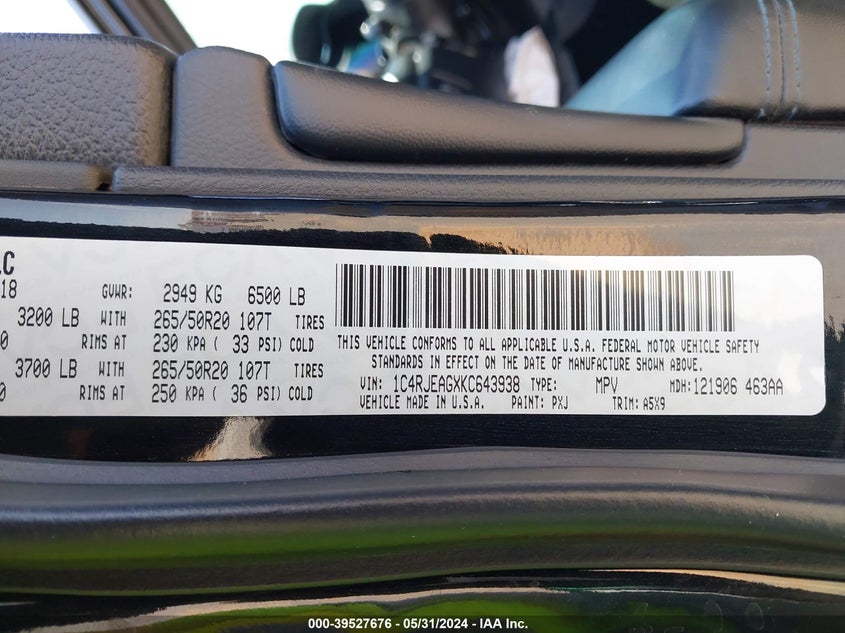 LC
18 GVWR: 2949 KG 6500 LB
3200 LB WITH 265/50R20 107T TIRES
0 RIMS AT 230 KPA ( 33 PSI) COLD
3700 LB WITH 265/50R20 107T TIRES
0 RIMS AT 250 KPA ( 36 PSI) COLD
THIS VEHICLE CONFORMS TO ALL APPLICABLE U.S.A. FEDERAL MOTOR VEHICLE SAFETY
STANDARDS IN EFFECT ON THE DATE OF MANUFACTURE SHOWN ABOVE.
VIN: 1C4RJEAGXKC643938 TYPE: MPV MDH: 121906 463AA
VEHICLE MADE IN U.S.A. PAINT: PXJ TRIM: A5X9
000-39527676 - 05/31/2024 - IAA Inc.